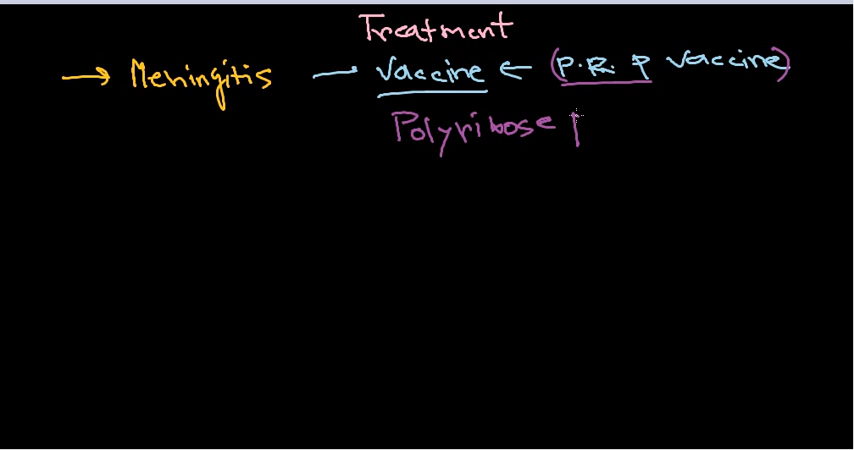 Treatment
→ Meningitis — vaccine ← (P.R.P vaccine)
Polyribose P